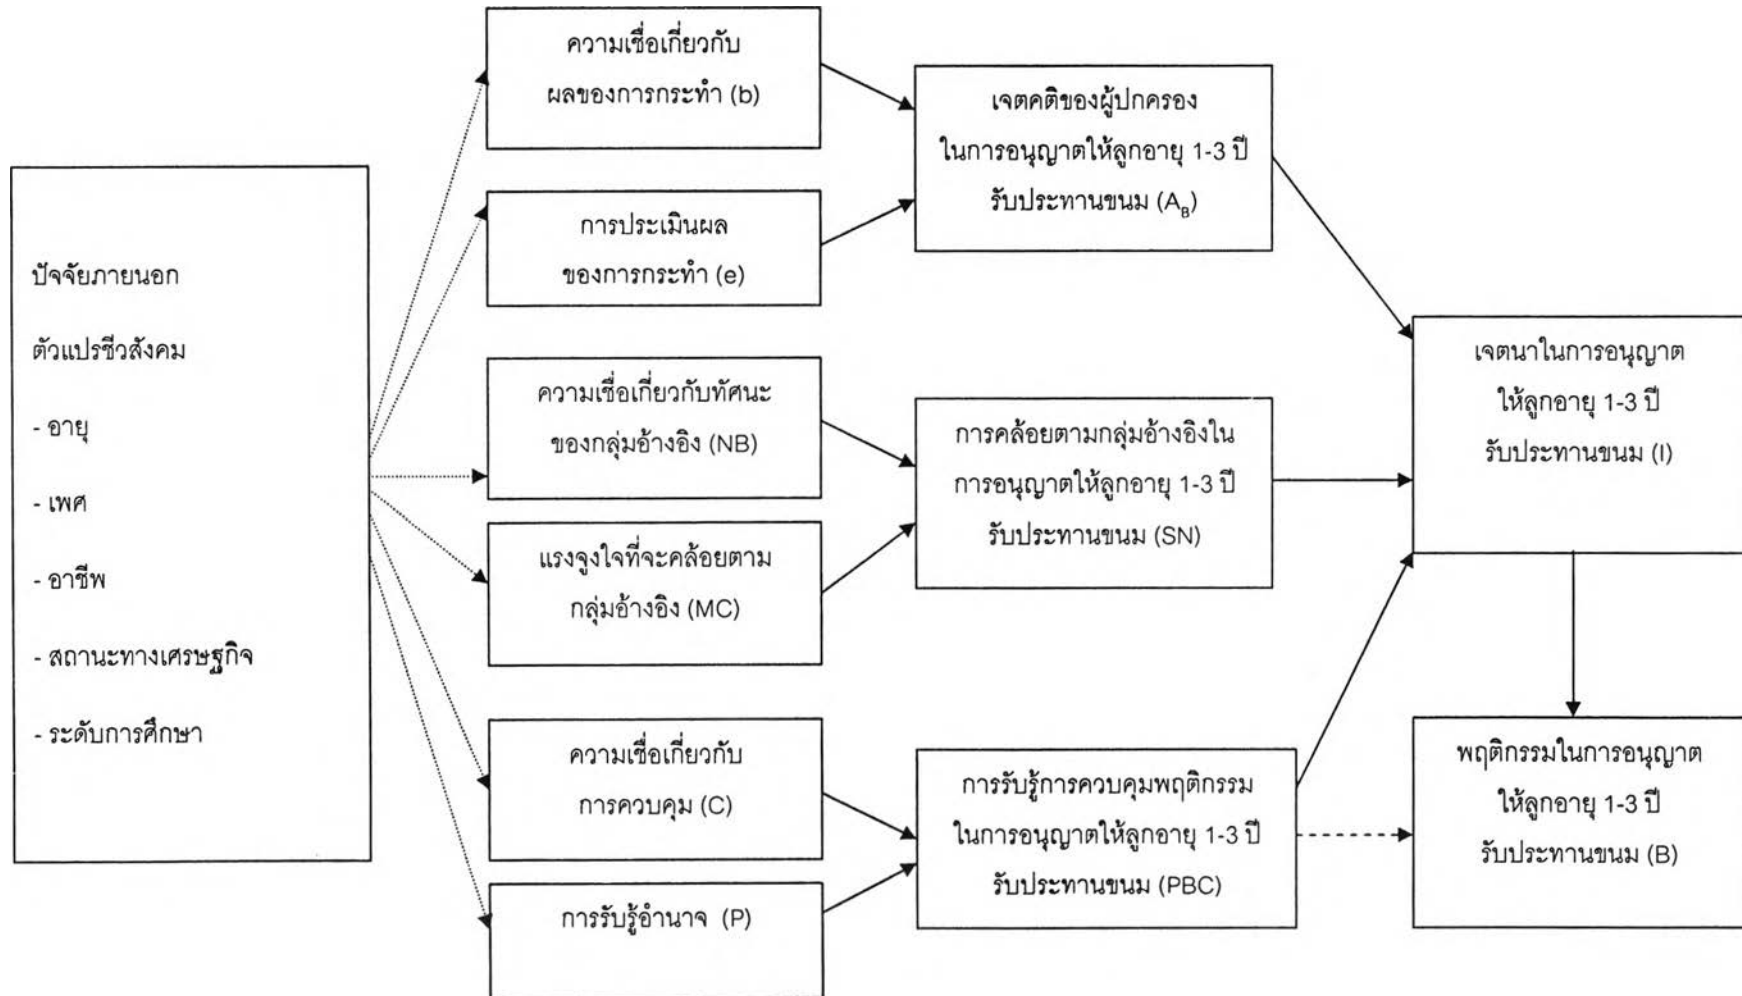 ปัจจัยภายนอก
ตัวแปรชีวสังคม
- อายุ
- เพศ
- อาชีพ
- สถานะทางเศรษฐกิจ
- ระดับการศึกษา
ความเชื่อเกี่ยวกับ
ผลของการกระทำ (b)
การประเมินผล
ของการกระทำ (e)
ความเชื่อเกี่ยวกับทัศนะ
ของกลุ่มอ้างอิง (NB)
แรงจูงใจที่จะคล้อยตาม
กลุ่มอ้างอิง (MC)
ความเชื่อเกี่ยวกับ
การควบคุม (C)
การรับรู้อำนาจ (P)
เจตคติของผู้ปกครอง
ในการอนุญาตให้ลูกอายุ 1-3 ปี
รับประทานขนม (A_B)
การคล้อยตามกลุ่มอ้างอิงใน
การอนุญาตให้ลูกอายุ 1-3 ปี
รับประทานขนม (SN)
การรับรู้การควบคุมพฤติกรรม
ในการอนุญาตให้ลูกอายุ 1-3 ปี
รับประทานขนม (PBC)
เจตนาในการอนุญาต
ให้ลูกอายุ 1-3 ปี
รับประทานขนม (I)
พฤติกรรมในการอนุญาต
ให้ลูกอายุ 1-3 ปี
รับประทานขนม (B)